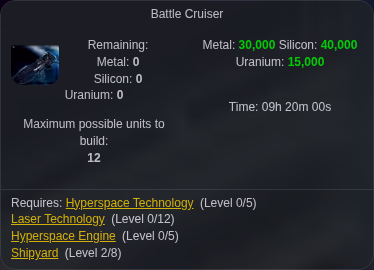 Battle Cruiser
Remaining:
Metal: 0
Silicon: 0
Uranium: 0
Maximum possible units to
build:
12
Metal: 30,000 Silicon: 40,000
Uranium: 15,000
Time: 09h 20m 00s
Requires: Hyperspace Technology (Level 0/5)
Laser Technology (Level 0/12)
Hyperspace Engine (Level 0/5)
Shipyard (Level 2/8)